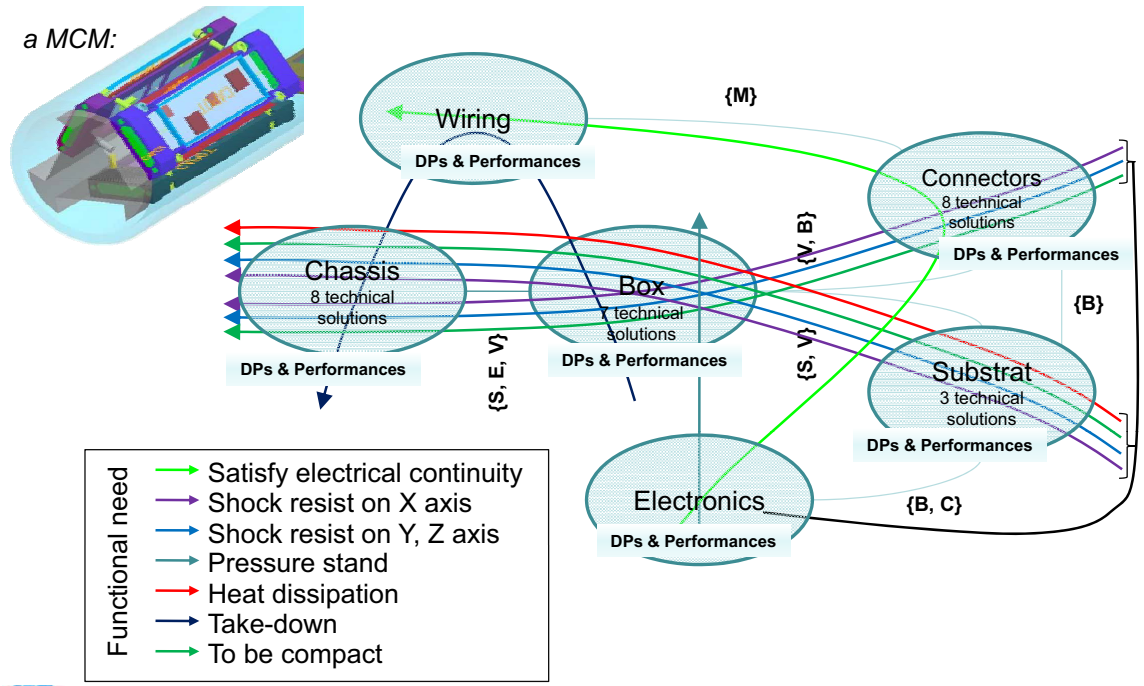 a MCM:
{M}
Wiring
DPs & Performances
Connectors
8 technical
solutions
DPs & Performances
{V, B}
Chassis
8 technical
solutions
DPs & Performances
Box
7 technical
solutions
DPs & Performances
{B}
{S, E, V}
{S, V}
Substrat
3 technical
solutions
DPs & Performances
Electronics
DPs & Performances
{B, C}
Functional need
Satisfy electrical continuity
Shock resist on X axis
Shock resist on Y, Z axis
Pressure stand
Heat dissipation
Take-down
To be compact